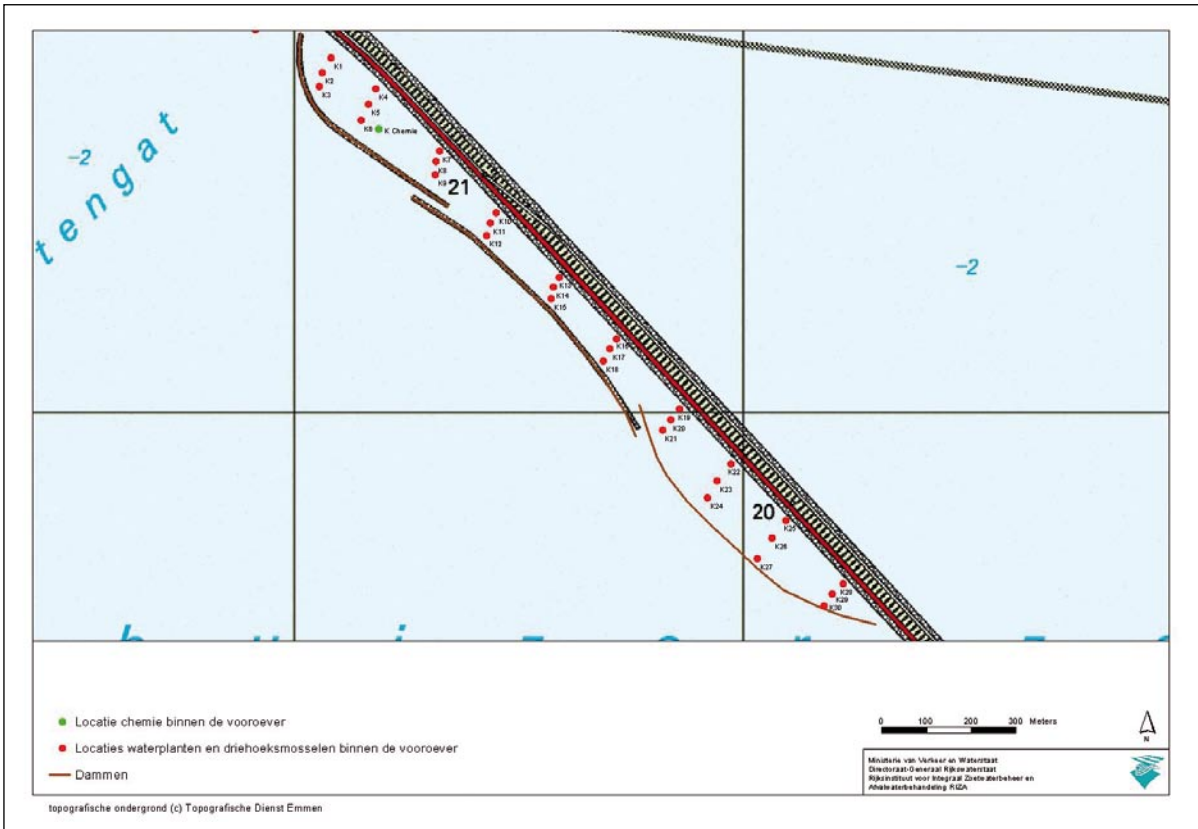 K1
K2
K3
K4
K5
K6
K Chemie
-2
tengat
K7
K8
K9
21
K10
K11
K12
-2
K13
K14
K15
K16
K17
K18
K19
K20
K21
K22
K23
K24
20
K25
K26
K27
K28
K29
K30
Locatie chemie binnen de vooroever
Locaties waterplanten en driehoeksmosselen binnen de vooroever
Dammen
0 100 200 300 Meters
N
Ministerie van Verkeer en Waterstaat
Directoraat-Generaal Rijkswaterstaat
Rijksinstituut voor Integraal Zoetwaterbeheer en
Afvalwaterbehandeling RIZA
topografische ondergrond (c) Topografische Dienst Emmen